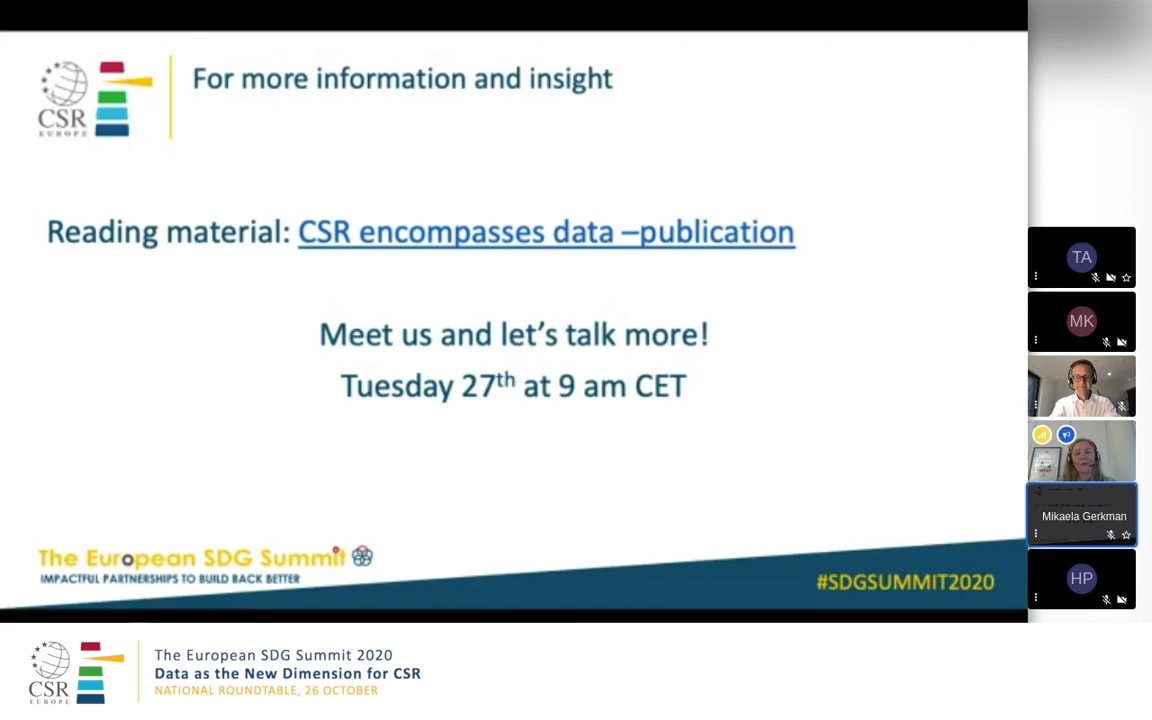 For more information and insight
CSR
EUROPE
Reading material: CSR encompasses data –publication
Meet us and let's talk more!
Tuesday 27th at 9 am CET
The European SDG Summit
IMPACTFUL PARTNERSHIPS TO BUILD BACK BETTER
#SDGSUMMIT2020
TA
MK
Mikaela Gerkman
HP
CSR
EUROPE
The European SDG Summit 2020
Data as the New Dimension for CSR
NATIONAL ROUNDTABLE, 26 OCTOBER